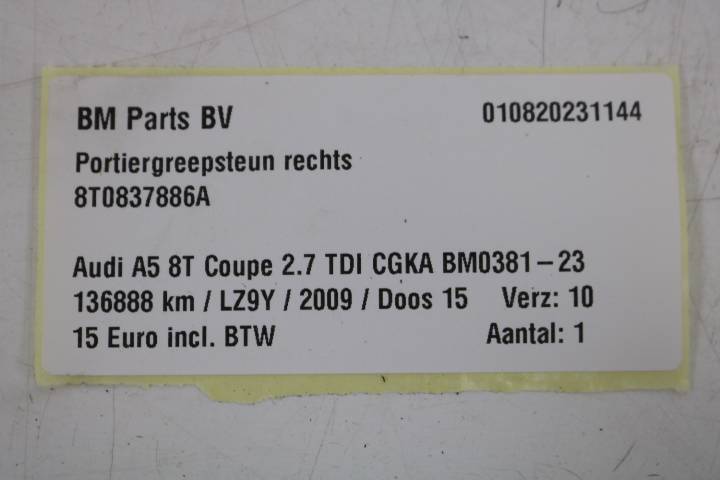 BM Parts BV 010820231144
Portiergreepsteun rechts
8T0837886A
Audi A5 8T Coupe 2.7 TDI CGKA BM0381-23
136888 km / LZ9Y / 2009 / Doos 15 Verz: 10
15 Euro incl. BTW Aantal: 1